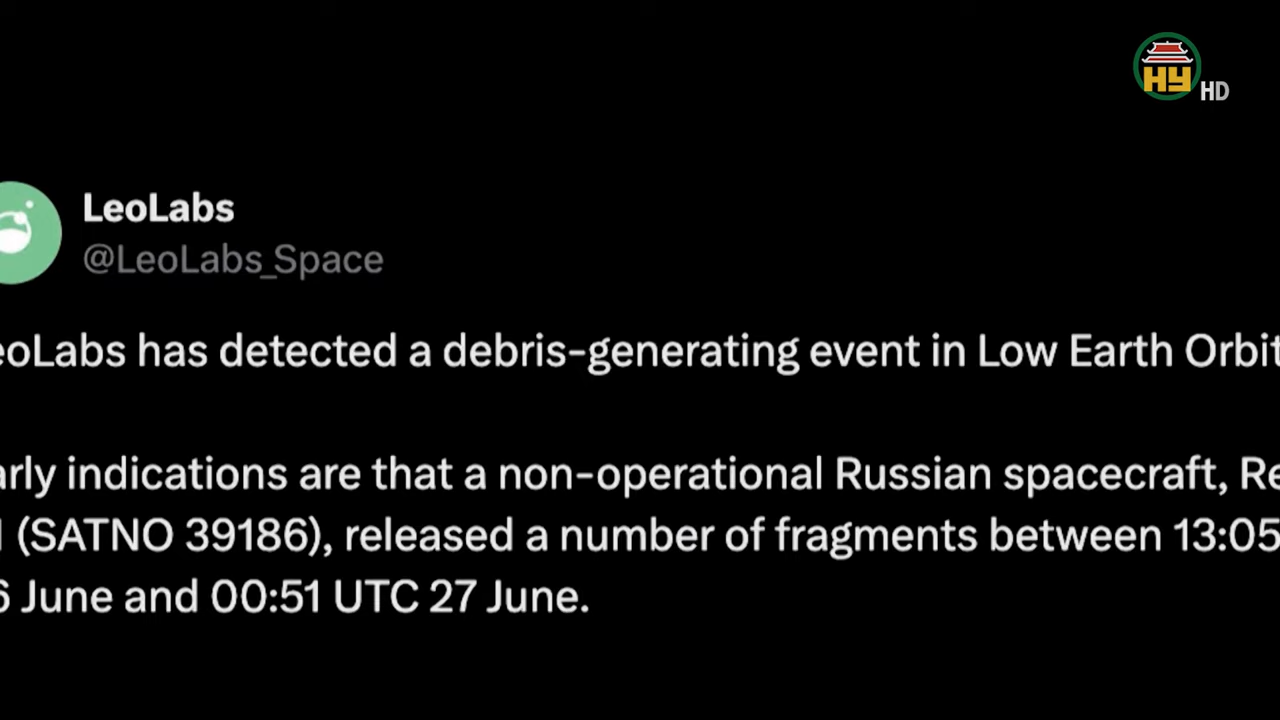 HY HD
LeoLabs
@LeoLabs_Space
eoLabs has detected a debris-generating event in Low Earth Orbit
arly indications are that a non-operational Russian spacecraft, Re
(SATNO 39186), released a number of fragments between 13:05
6 June and 00:51 UTC 27 June.